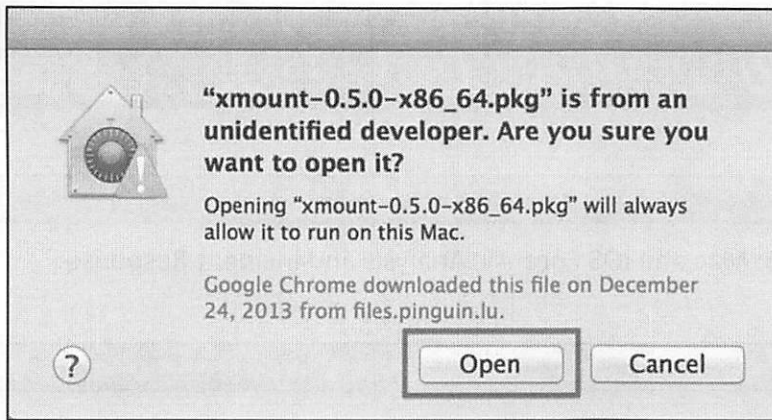 "xmount-0.5.0-x86_64.pkg" is from an
unidentified developer. Are you sure you
want to open it?
Opening "xmount-0.5.0-x86_64.pkg" will always
allow it to run on this Mac.
Google Chrome downloaded this file on December
24, 2013 from files.pinguin.lu.
? Open Cancel